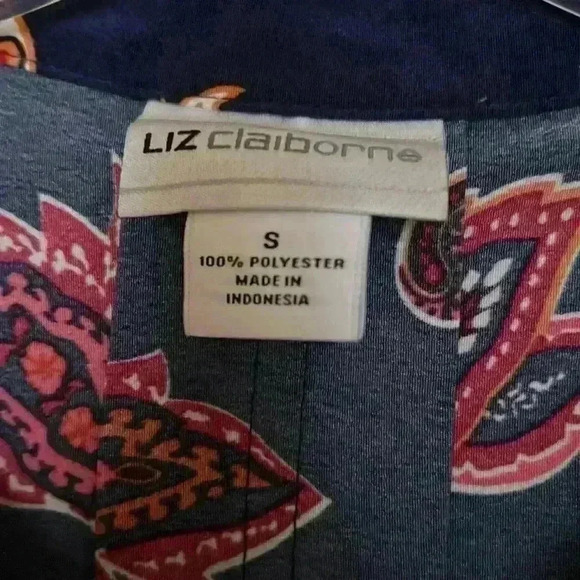 LIZ claiborne
S
100% POLYESTER
MADE IN
INDONESIA